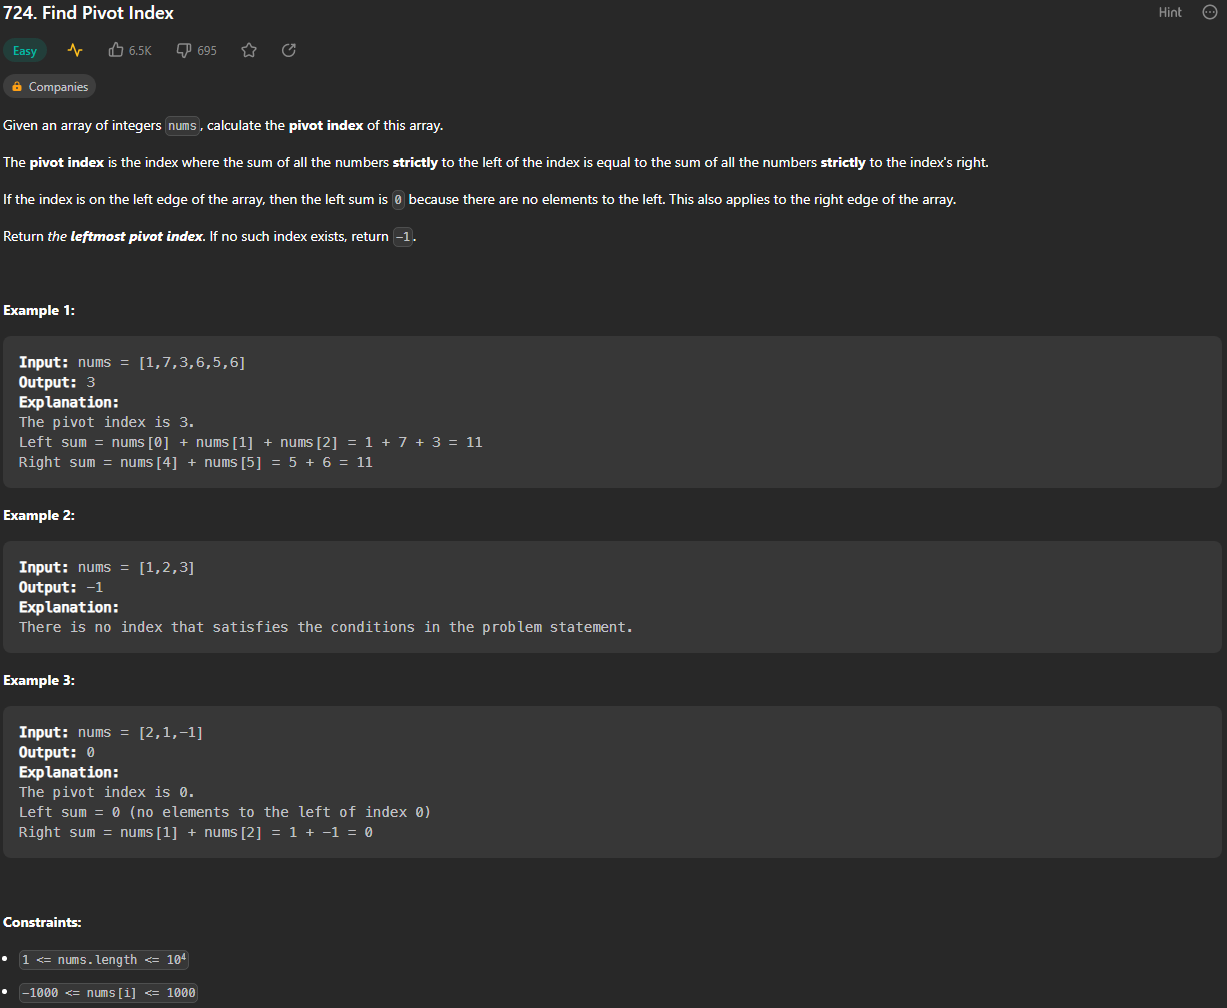 724. Find Pivot Index
Hint
Easy 6.5K 695
Companies
Given an array of integers nums, calculate the pivot index of this array.
The pivot index is the index where the sum of all the numbers strictly to the left of the index is equal to the sum of all the numbers strictly to the index's right.
If the index is on the left edge of the array, then the left sum is 0 because there are no elements to the left. This also applies to the right edge of the array.
Return the leftmost pivot index. If no such index exists, return -1.
Example 1:
Input: nums = [1,7,3,6,5,6]
Output: 3
Explanation:
The pivot index is 3.
Left sum = nums[0] + nums[1] + nums[2] = 1 + 7 + 3 = 11
Right sum = nums[4] + nums[5] = 5 + 6 = 11
Example 2:
Input: nums = [1,2,3]
Output: -1
Explanation:
There is no index that satisfies the conditions in the problem statement.
Example 3:
Input: nums = [2,1,-1]
Output: 0
Explanation:
The pivot index is 0.
Left sum = 0 (no elements to the left of index 0)
Right sum = nums[1] + nums[2] = 1 + -1 = 0
Constraints:
• 1 <= nums.length <= 10⁴
• -1000 <= nums[i] <= 1000